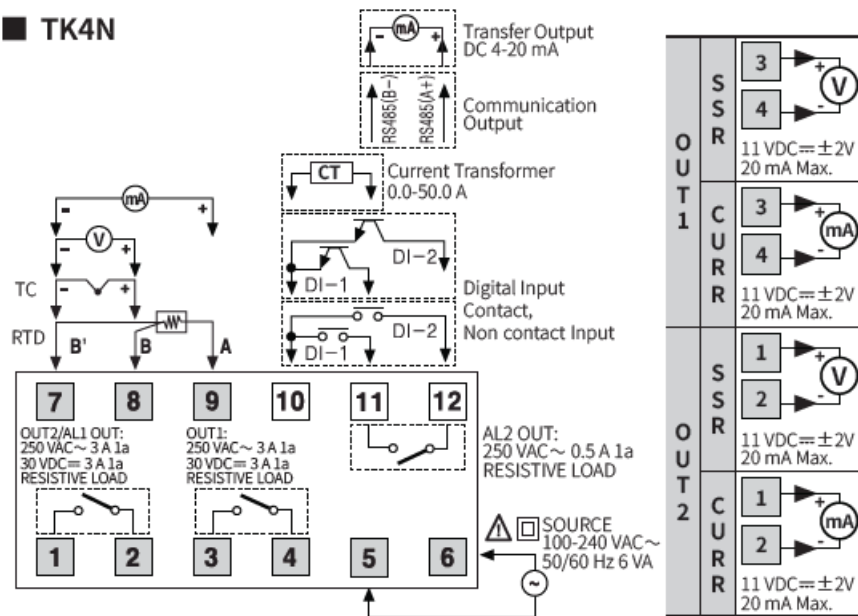 ■ TK4N
- mA +
Transfer Output
DC 4-20 mA
RS485(B-)
RS485(A+)
Communication
Output
CT
Current Transformer
0.0-50.0 A
- mA +
- V +
TC - +
RTD B' B A
DI-2
DI-1
DI-2
DI-1
Digital Input
Contact,
Non contact Input
7 8 9 10 11 12
OUT2/AL1 OUT:
250 VAC~ 3 A 1a
30 VDC⎓ 3 A 1a
RESISTIVE LOAD
OUT1:
250 VAC~ 3 A 1a
30 VDC⎓ 3 A 1a
RESISTIVE LOAD
AL2 OUT:
250 VAC~ 0.5 A 1a
RESISTIVE LOAD
1 2 3 4 5 6
SOURCE
100-240 VAC~
50/60 Hz 6 VA
~
OUT1
SSR
3 +
V
4 -
11 VDC⎓±2V
20 mA Max.
CURR
3 +
mA
4 -
11 VDC⎓±2V
20 mA Max.
OUT2
SSR
1 +
V
2 -
11 VDC⎓±2V
20 mA Max.
CURR
1 +
mA
2 -
11 VDC⎓±2V
20 mA Max.